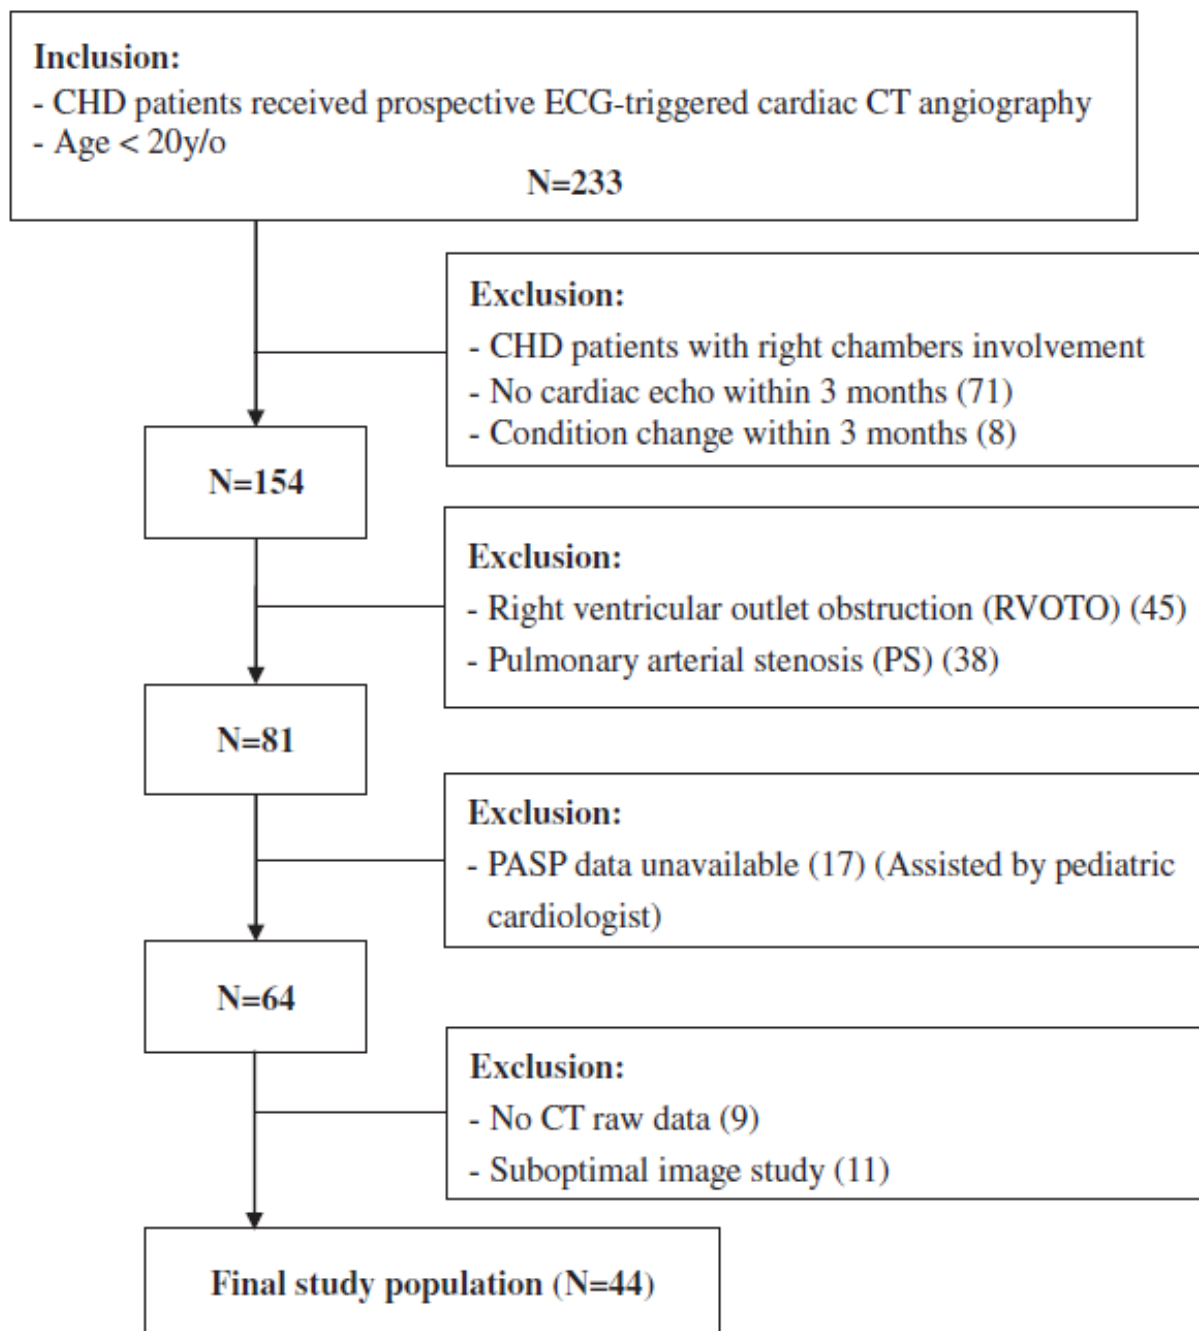 Inclusion:
- CHD patients received prospective ECG-triggered cardiac CT angiography
- Age < 20y/o
N=233
Exclusion:
- CHD patients with right chambers involvement
- No cardiac echo within 3 months (71)
- Condition change within 3 months (8)
N=154
Exclusion:
- Right ventricular outlet obstruction (RVOTO) (45)
- Pulmonary arterial stenosis (PS) (38)
N=81
Exclusion:
- PASP data unavailable (17) (Assisted by pediatric
cardiologist)
N=64
Exclusion:
- No CT raw data (9)
- Suboptimal image study (11)
Final study population (N=44)